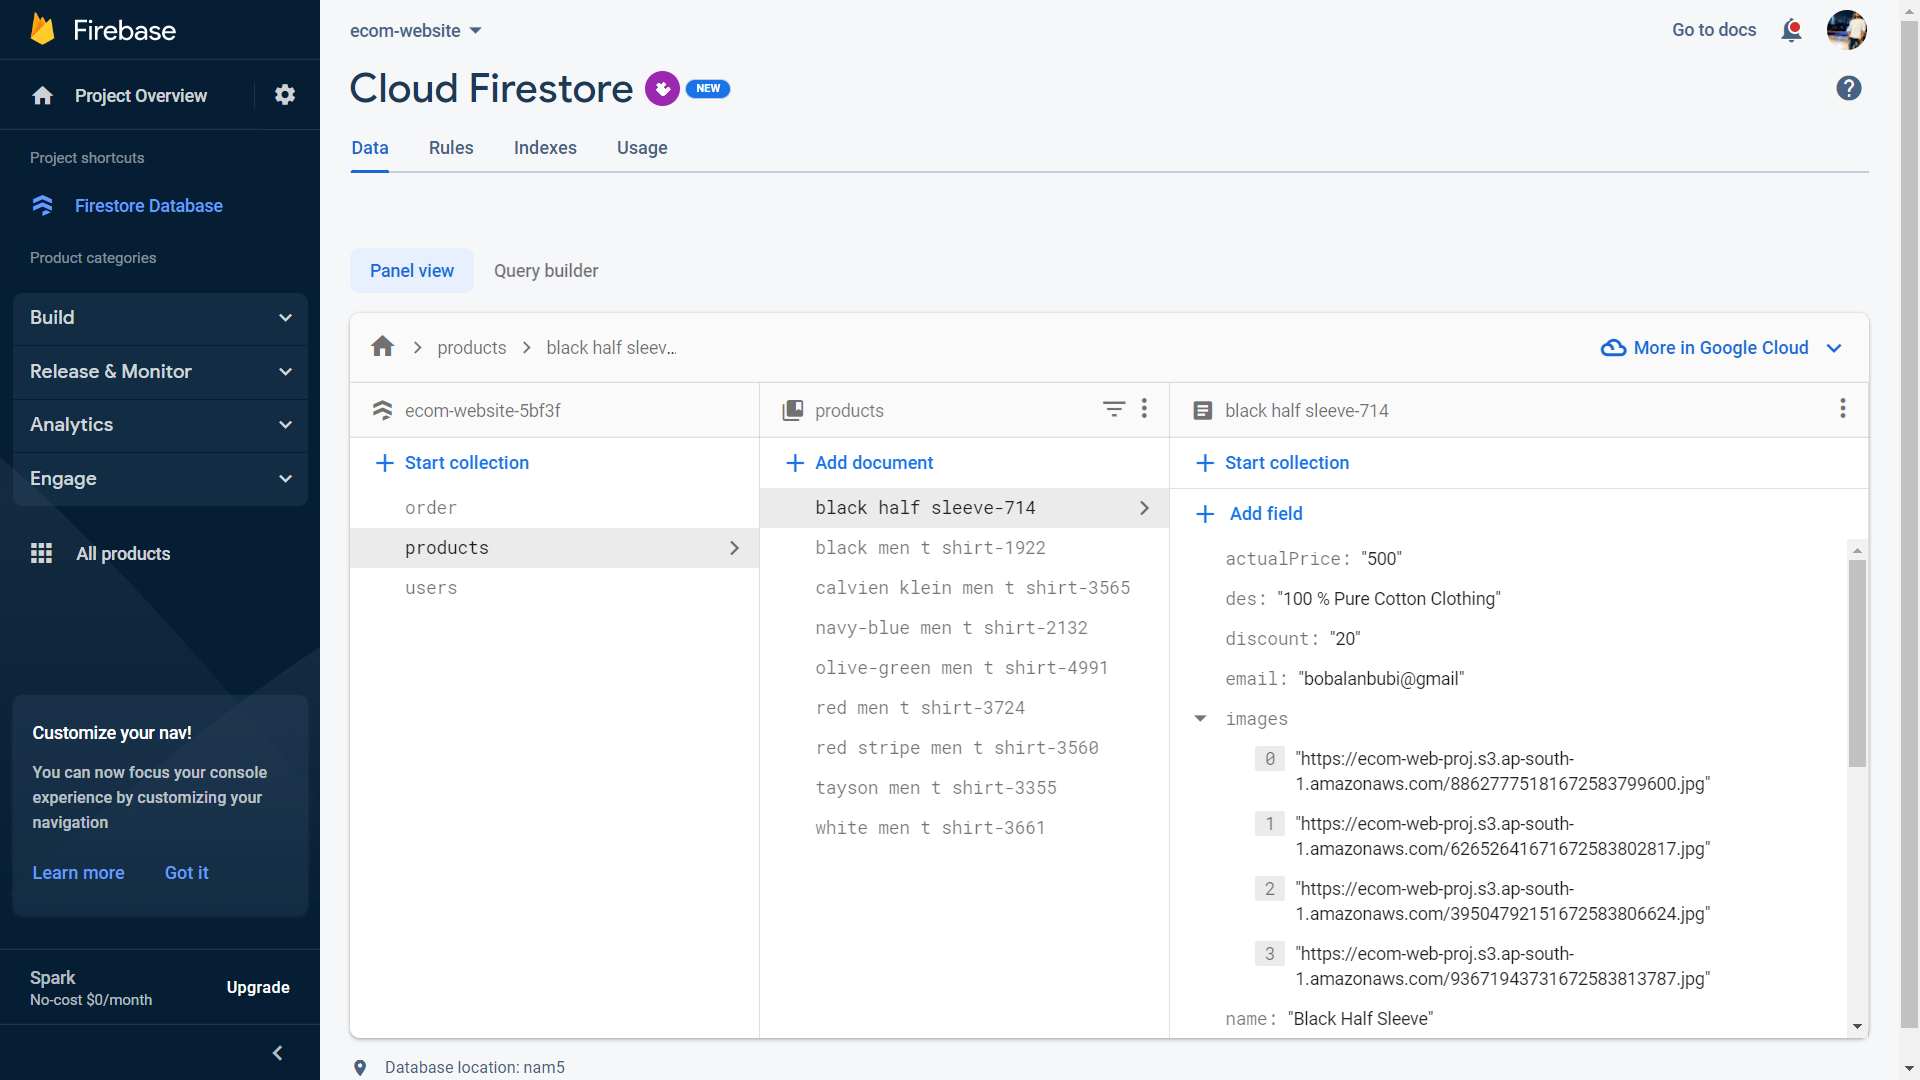 Firebase
Project Overview
Project shortcuts
Firestore Database
Product categories
Build
Release & Monitor
Analytics
Engage
All products
Customize your nav!
You can now focus your console
experience by customizing your
navigation
Learn more
Got it
Spark
No-cost $0/month
Upgrade
ecom-website
Go to docs
Cloud Firestore
NEW
Data
Rules
Indexes
Usage
Panel view
Query builder
products
black half sleev...
More in Google Cloud
ecom-website-5bf3f
Start collection
order
products
users
products
Add document
black half sleeve-714
black men t shirt-1922
calvien klein men t shirt-3565
navy-blue men t shirt-2132
olive-green men t shirt-4991
red men t shirt-3724
red stripe men t shirt-3560
tayson men t shirt-3355
white men t shirt-3661
black half sleeve-714
Start collection
Add field
actualPrice: "500"
des: "100 % Pure Cotton Clothing"
discount: "20"
email: "bobalanbubi@gmail"
images
0 "https://ecom-web-proj.s3.ap-south-
1.amazonaws.com/88627775181672583799600.jpg"
1 "https://ecom-web-proj.s3.ap-south-
1.amazonaws.com/62652641671672583802817.jpg"
2 "https://ecom-web-proj.s3.ap-south-
1.amazonaws.com/39504792151672583806624.jpg"
3 "https://ecom-web-proj.s3.ap-south-
1.amazonaws.com/93671943731672583813787.jpg"
name: "Black Half Sleeve"
Database location: nam5